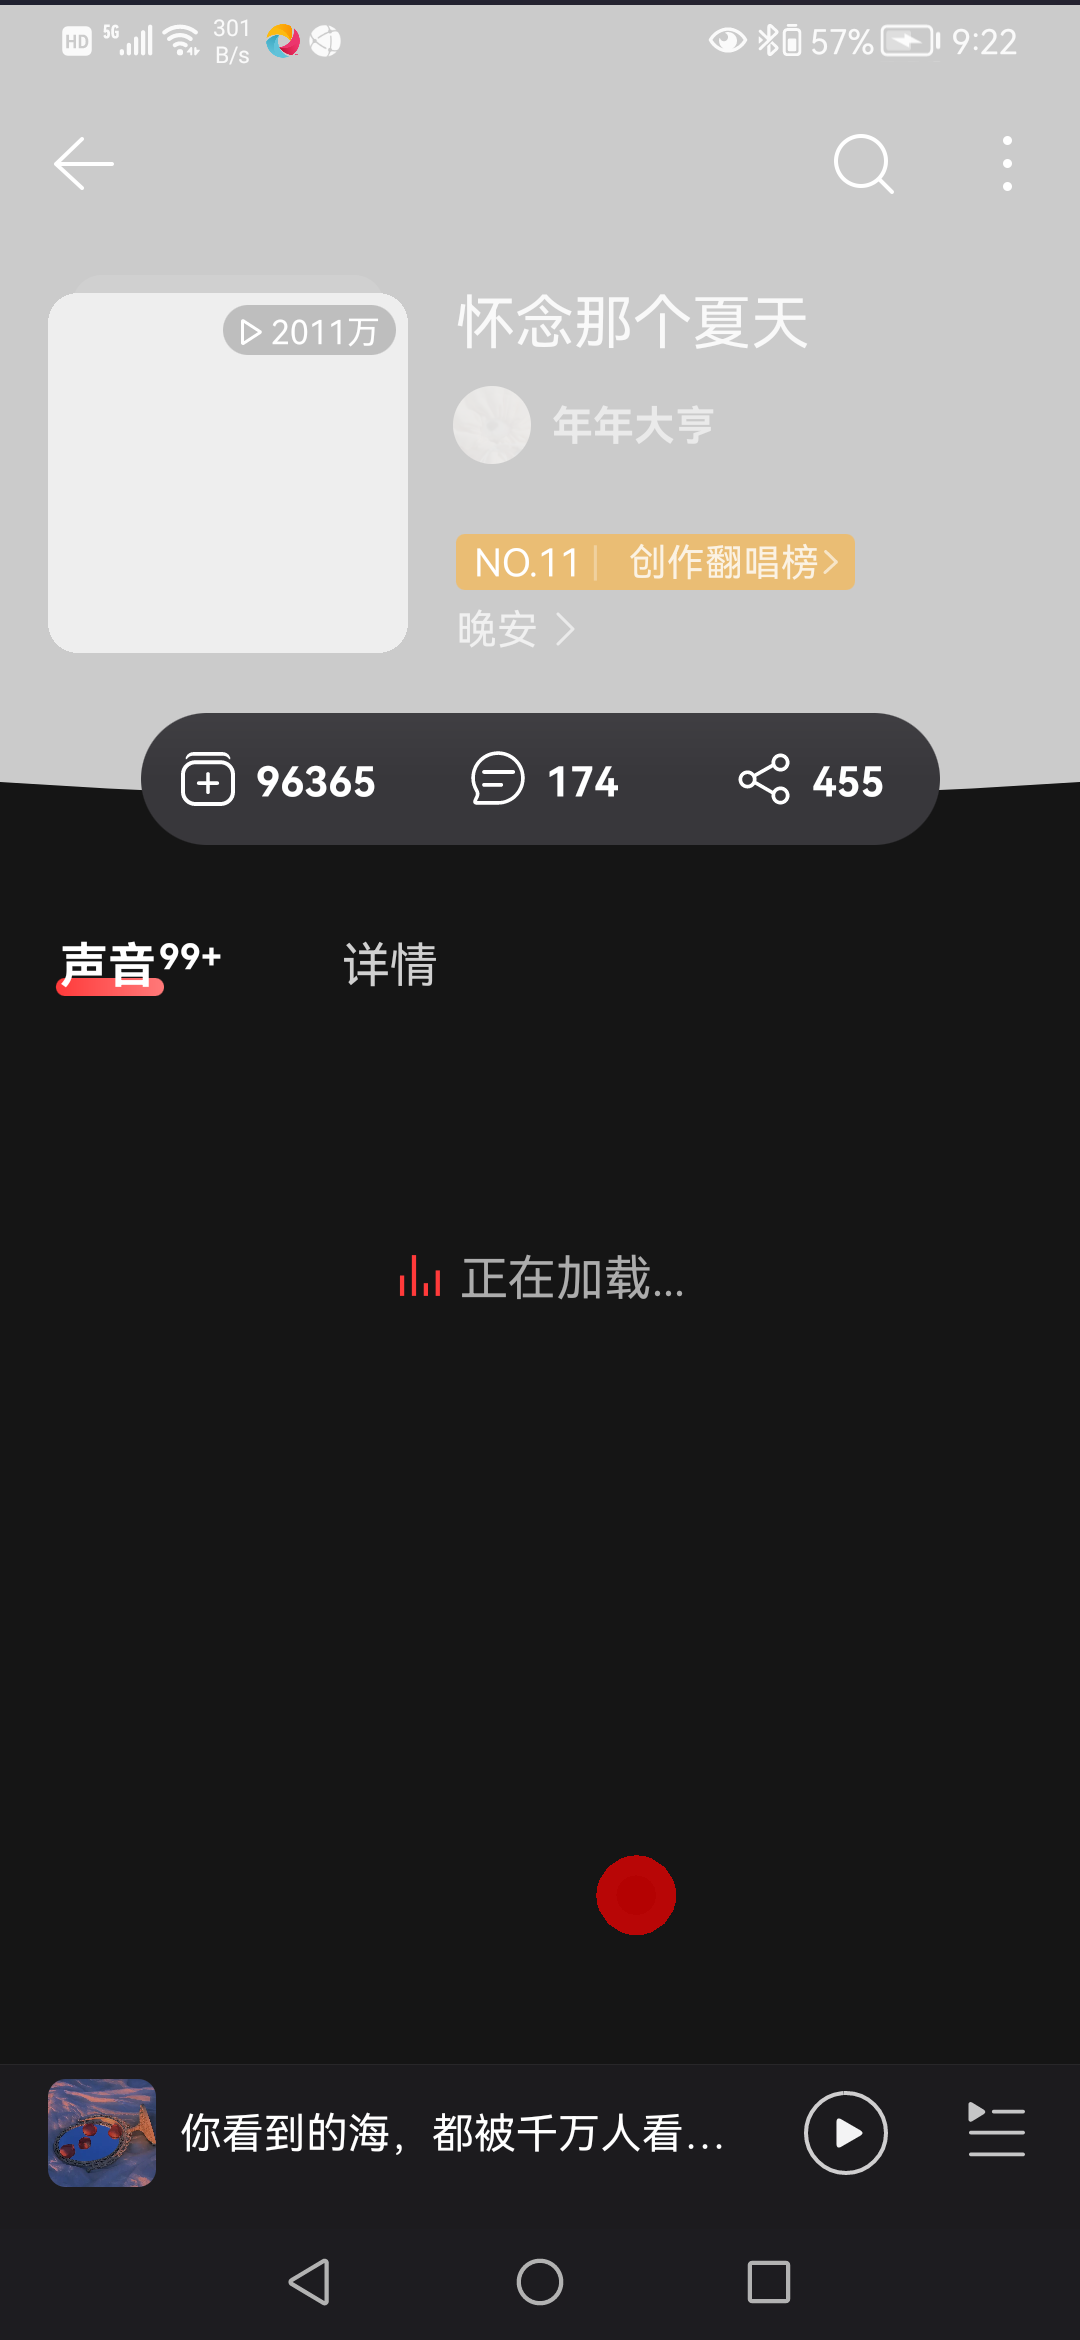 HD 5G 301 B/s 57% 9:22
2011万
怀念那个夏天
年年大亨
NO.11 创作翻唱榜
晚安
96365 174 455
声音99+ 详情
正在加载...
你看到的海，都被千万人看...